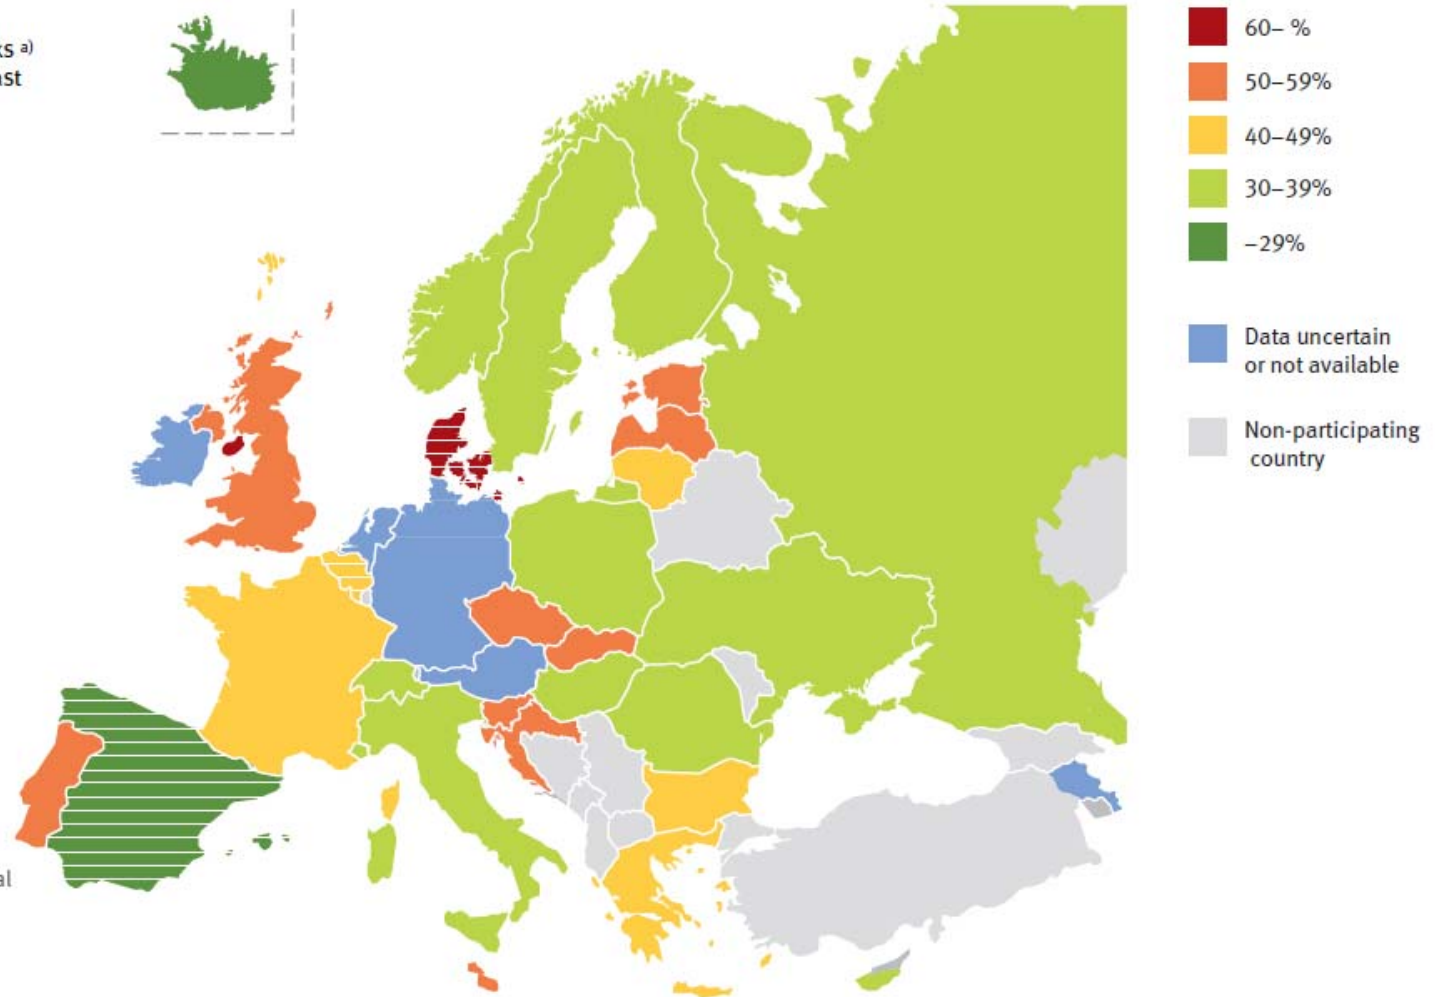 60– %
50–59%
40–49%
30–39%
–29%
Data uncertain
or not available
Non-participating
country
a)